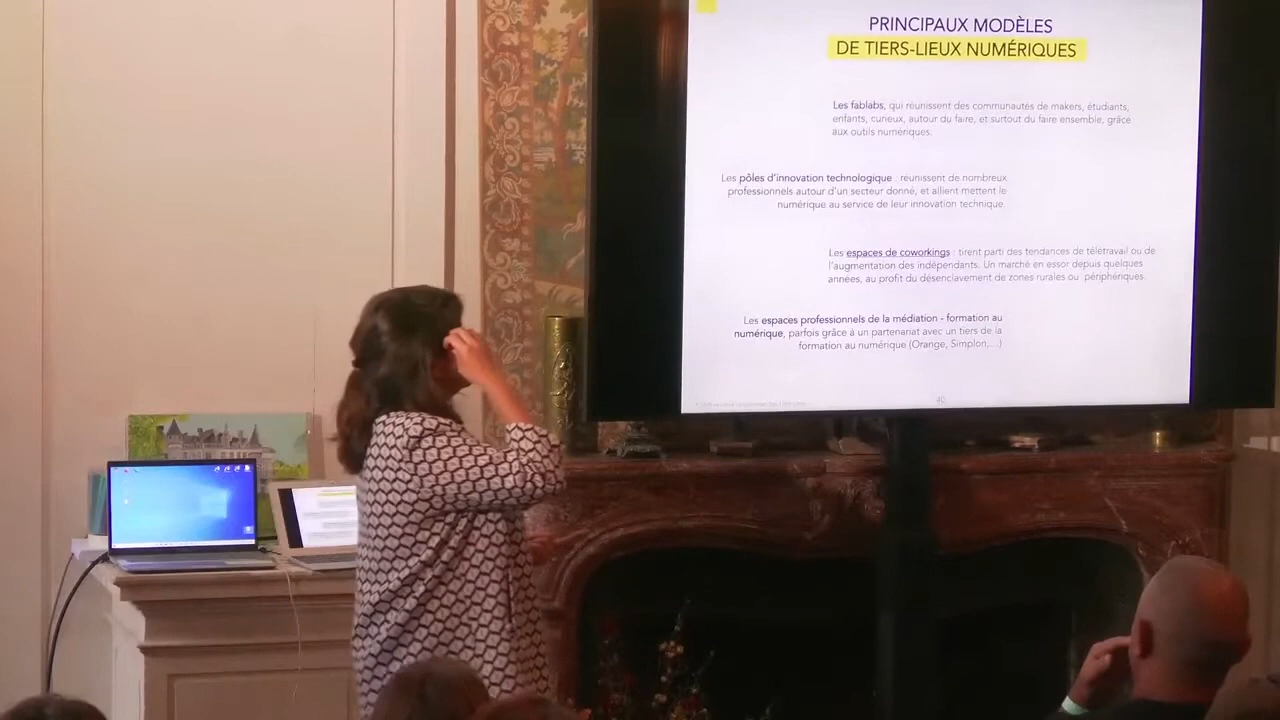 PRINCIPAUX MODÈLES
DE TIERS-LIEUX NUMÉRIQUES
Les fablabs, qui réunissent des communautés de makers, étudiants,
enfants, curieux, autour du faire, et surtout du faire ensemble, grâce
aux outils numériques.
Les pôles d'innovation technologique : réunissent de nombreux
professionnels autour d'un secteur donné, et allient mettent le
numérique au service de leur innovation technique.
Les espaces de coworkings : tirent parti des tendances de télétravail ou de
l'augmentation des indépendants. Un marché en essor depuis quelques
années, au profit du désenclavement de zones rurales ou périphériques.
Les espaces professionnels de la médiation - formation au
numérique, parfois grâce à un partenariat avec un tiers de la
formation au numérique (Orange, Simplon,...)
40